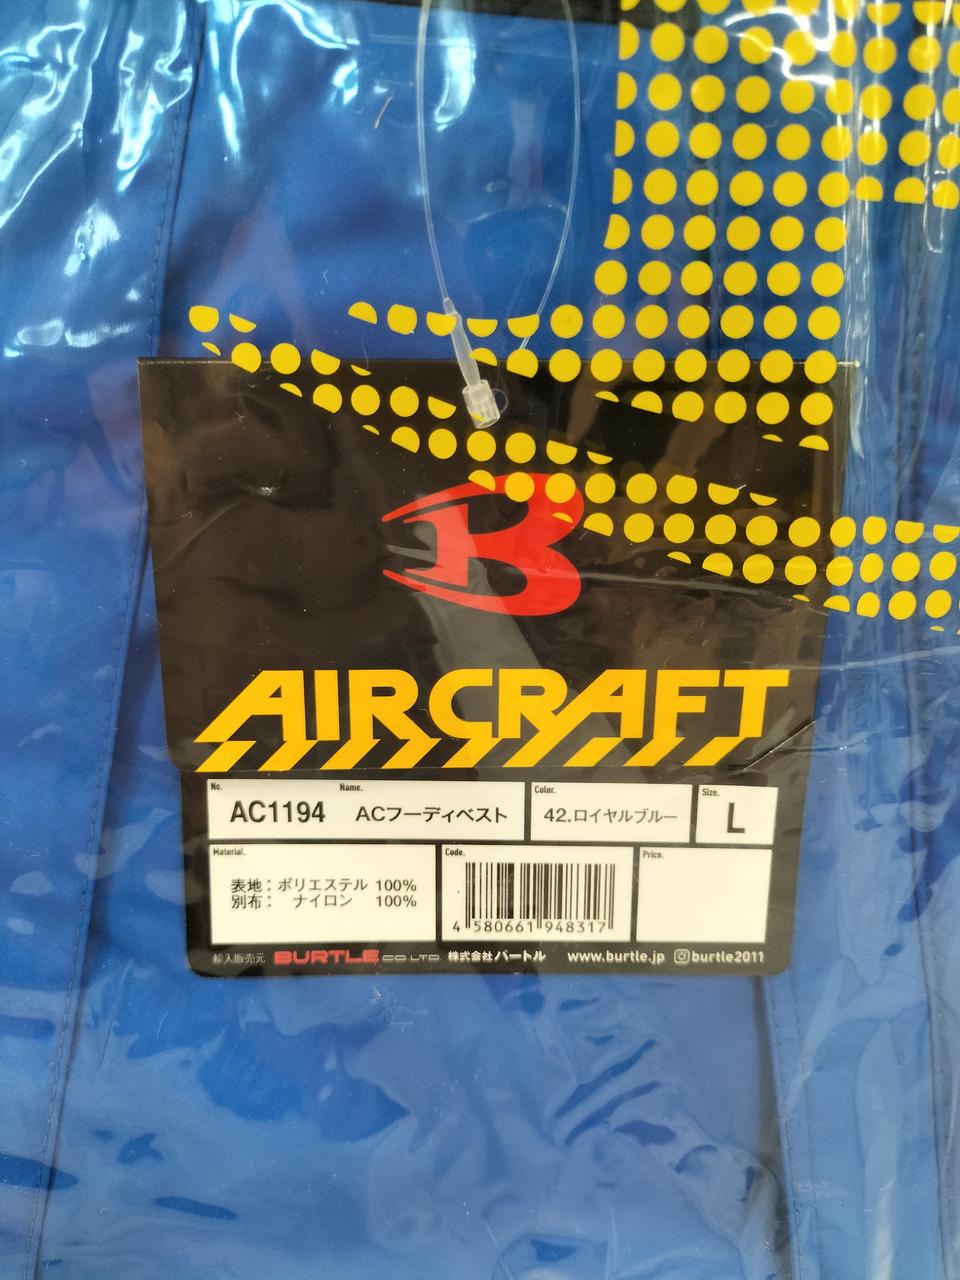 B
AIRCRAFT
No. AC1194 Name. ACフーディベスト
Color. 42.ロイヤルブルー
Size. L
Material.
表地：ポリエステル 100%
別布： ナイロン 100%
Code.
4 580661 948317
Price.
輸入販売元 BURTLE CO LTD 株式会社バートル www.burtle.jp burtle2011